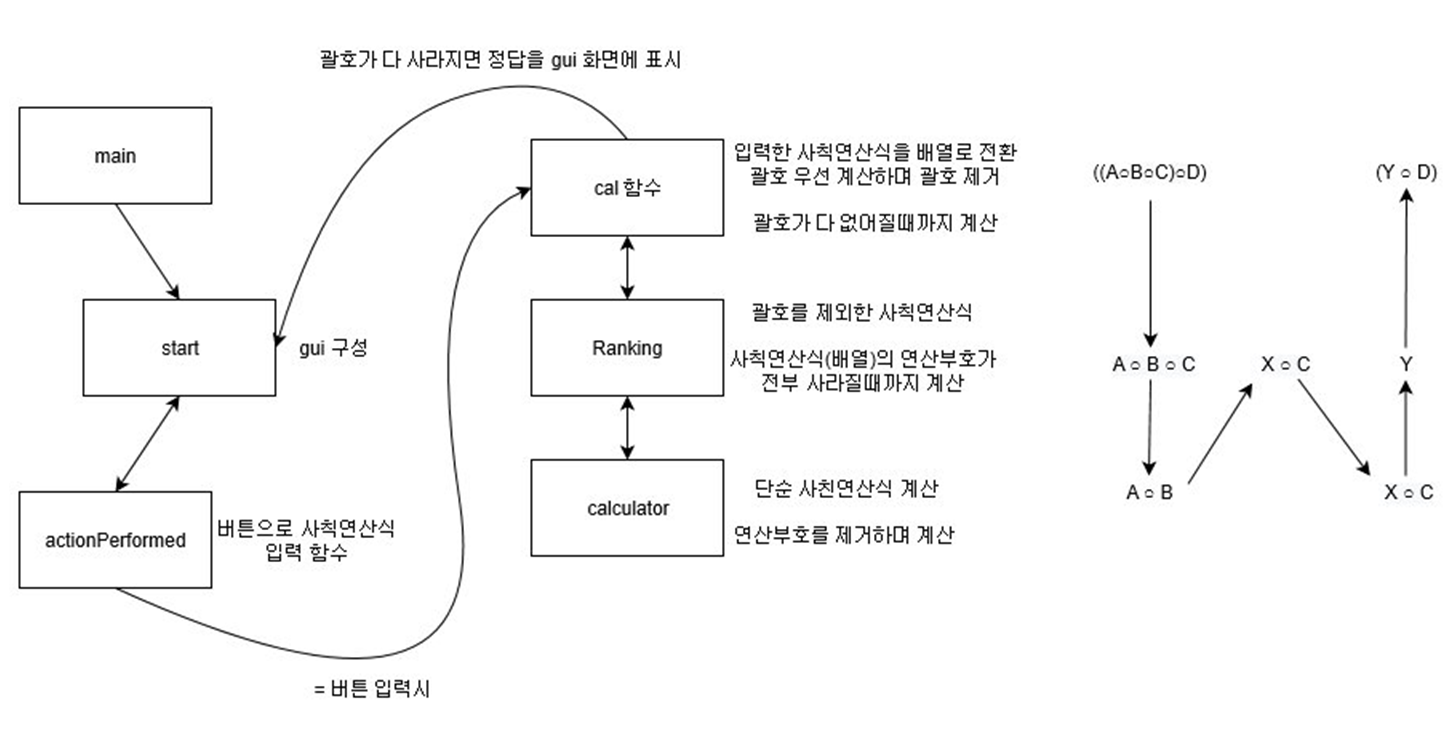 괄호가 다 사라지면 정답을 gui 화면에 표시
main
start
gui 구성
actionPerformed
버튼으로 사칙연산식
입력 함수
= 버튼 입력시
cal 함수
입력한 사칙연산식을 배열로 전환
괄호 우선 계산하며 괄호 제거
괄호가 다 없어질때까지 계산
Ranking
괄호를 제외한 사칙연산식
사칙연산식(배열)의 연산부호가
전부 사라질때까지 계산
calculator
단순 사친연산식 계산
연산부호를 제거하며 계산
((A○B○C)○D)
(Y ○ D)
A ○ B ○ C
X ○ C
Y
A ○ B
X ○ C